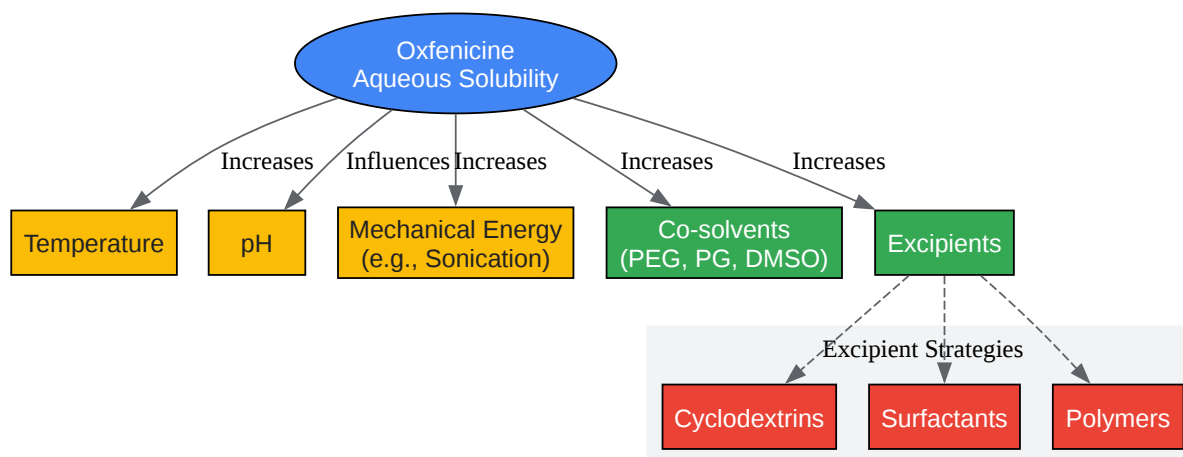 Oxfenicine
Aqueous Solubility
Increases
Influences
Increases
Increases
Increases
Temperature
pH
Mechanical Energy
(e.g., Sonication)
Co-solvents
(PEG, PG, DMSO)
Excipients
Excipient Strategies
Cyclodextrins
Surfactants
Polymers